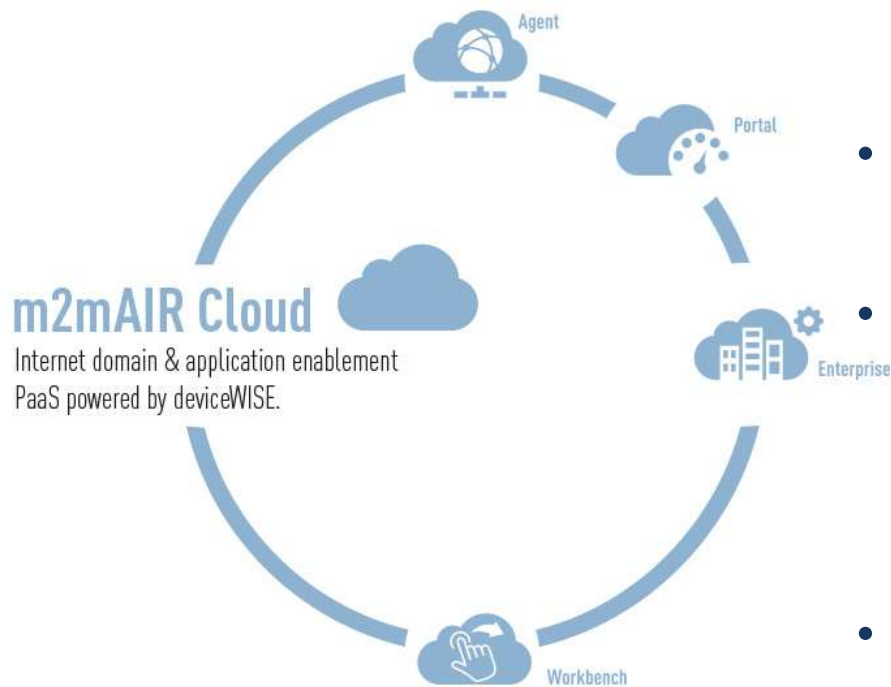 Agent
Portal
m2mAIR Cloud
Internet domain & application enablement
PaaS powered by deviceWISE.
Enterprise
Workbench